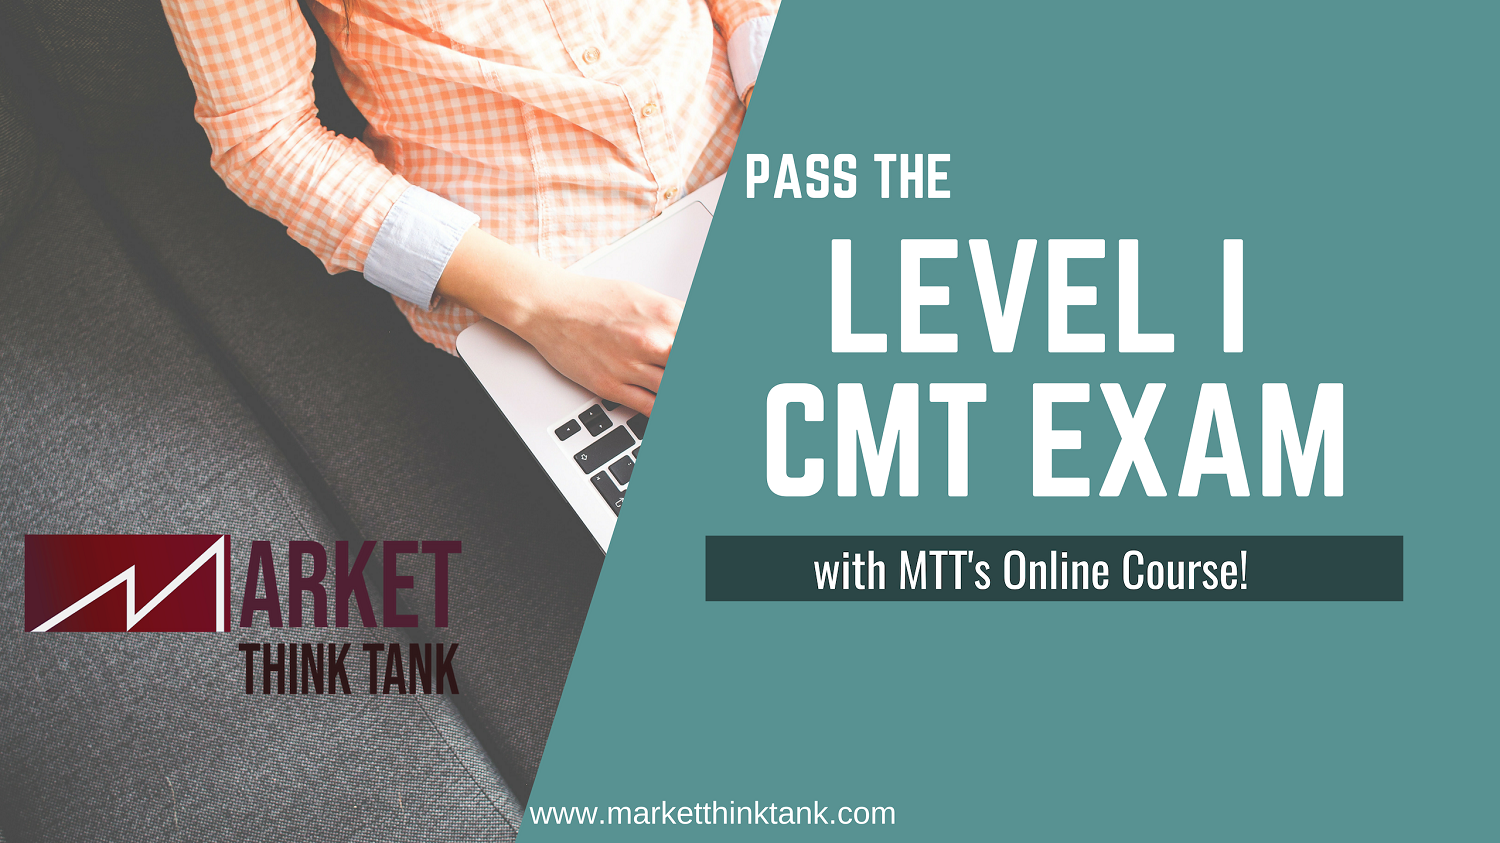 PASS THE
LEVEL I
CMT EXAM
with MTT's Online Course!
MARKET
THINK TANK
www.marketthinktank.com